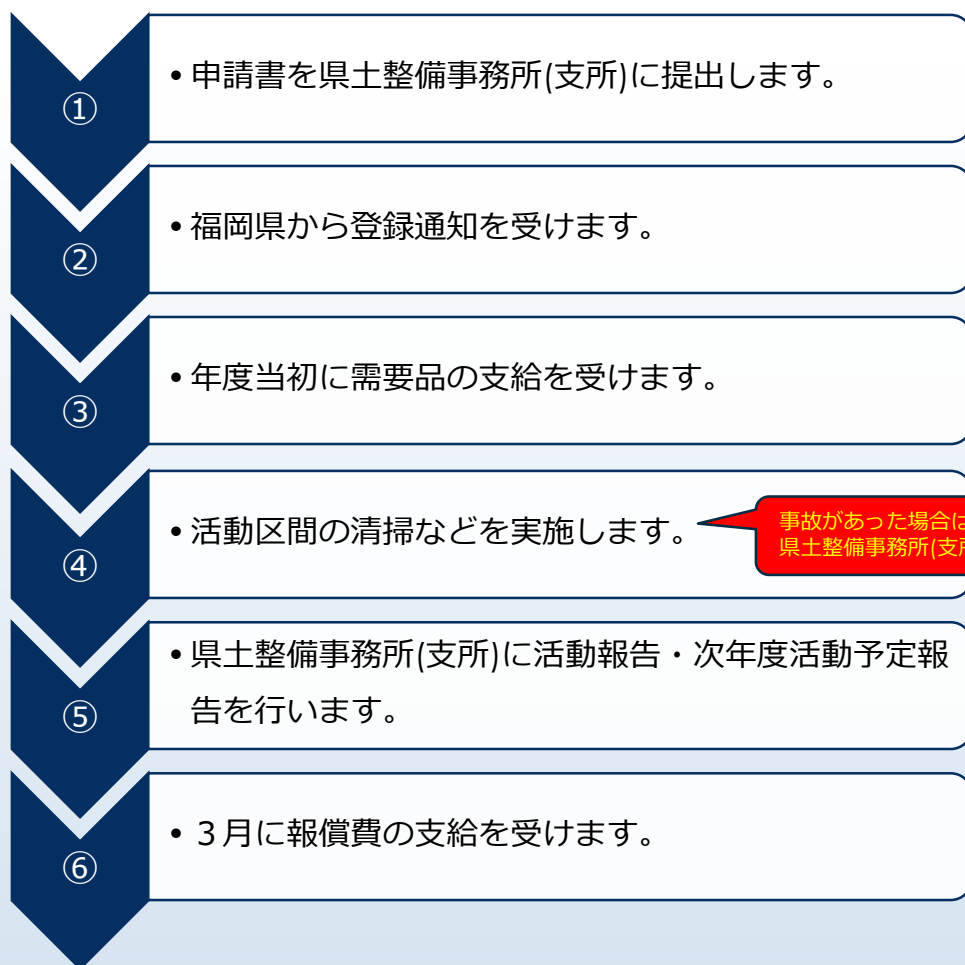 ①
• 申請書を県土整備事務所(支所)に提出します。
②
• 福岡県から登録通知を受けます。
③
• 年度当初に需要品の支給を受けます。
④
• 活動区間の清掃などを実施します。
事故があった場合は
県土整備事務所(支所
⑤
• 県土整備事務所(支所)に活動報告・次年度活動予定報
告を行います。
⑥
• ３月に報償費の支給を受けます。